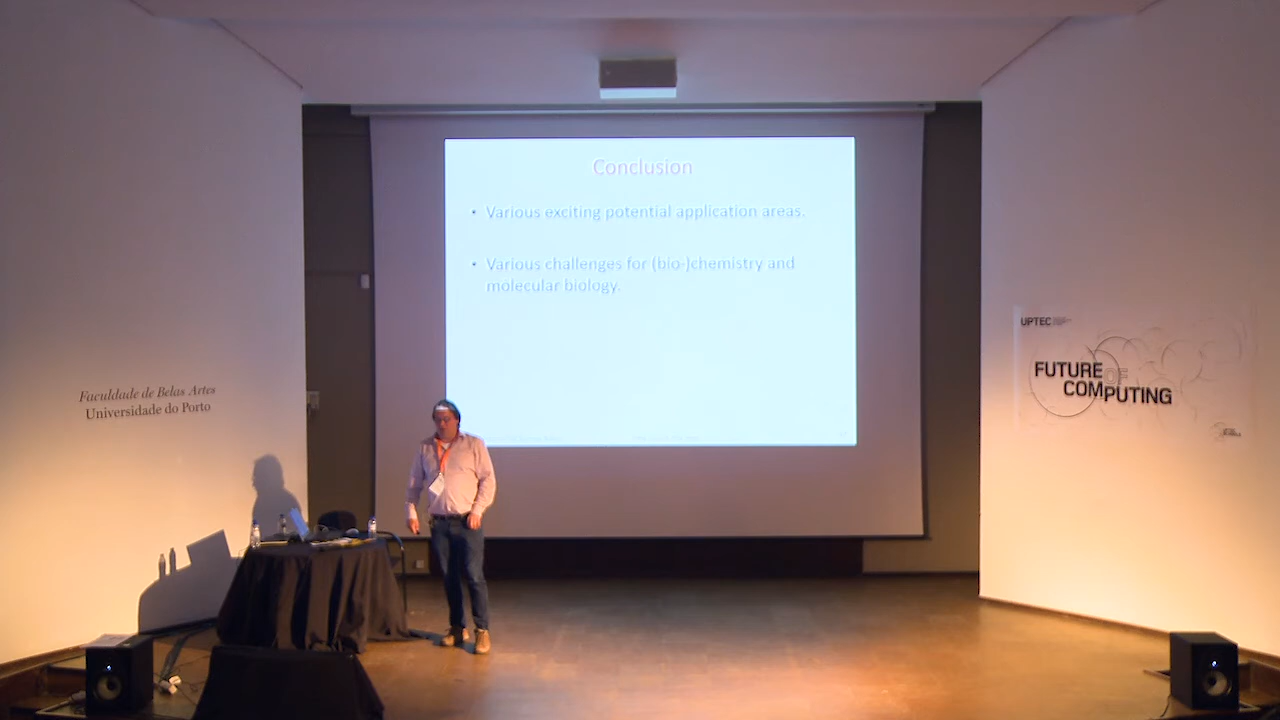 Conclusion
• Various exciting potential application areas.
• Various challenges for (bio-)chemistry and
molecular biology.
Faculdade de Belas Artes
Universidade do Porto
UPTEC
FUTURE OF
COMPUTING